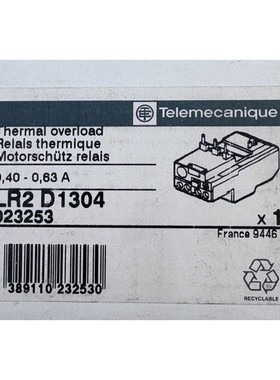 Telemecanique
Thermal overload
Relais thermique
Motorschütz relais
0,40 - 0,63 A
LR2 D1304
023253
x 1
France 9446
389110 232530
RECYCLABLE